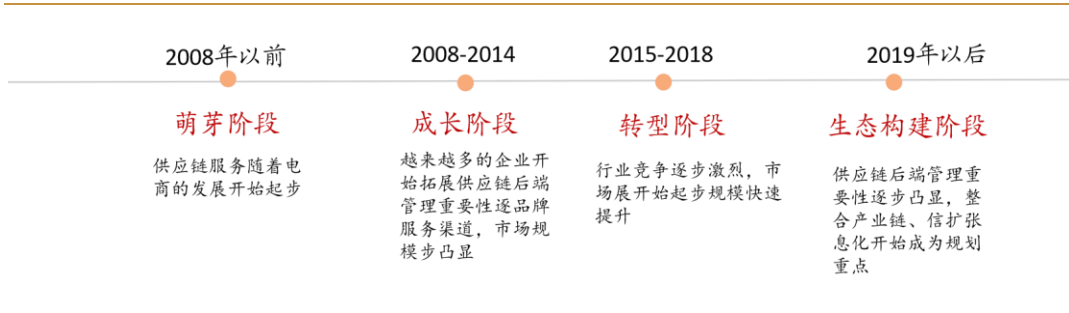 2008年以前
2008-2014
2015-2018
2019年以后
萌芽阶段
成长阶段
转型阶段
生态构建阶段
供应链服务随着电
商的发展开始起步
越来越多的企业开
始拓展供应链后端
管理重要性逐品牌
服务渠道，市场规
模步凸显
行业竞争逐步激烈，市
场展开始起步规模快速
提升
供应链后端管理重
要性逐步凸显，整
合产业链、信扩张
息化开始成为规划
重点